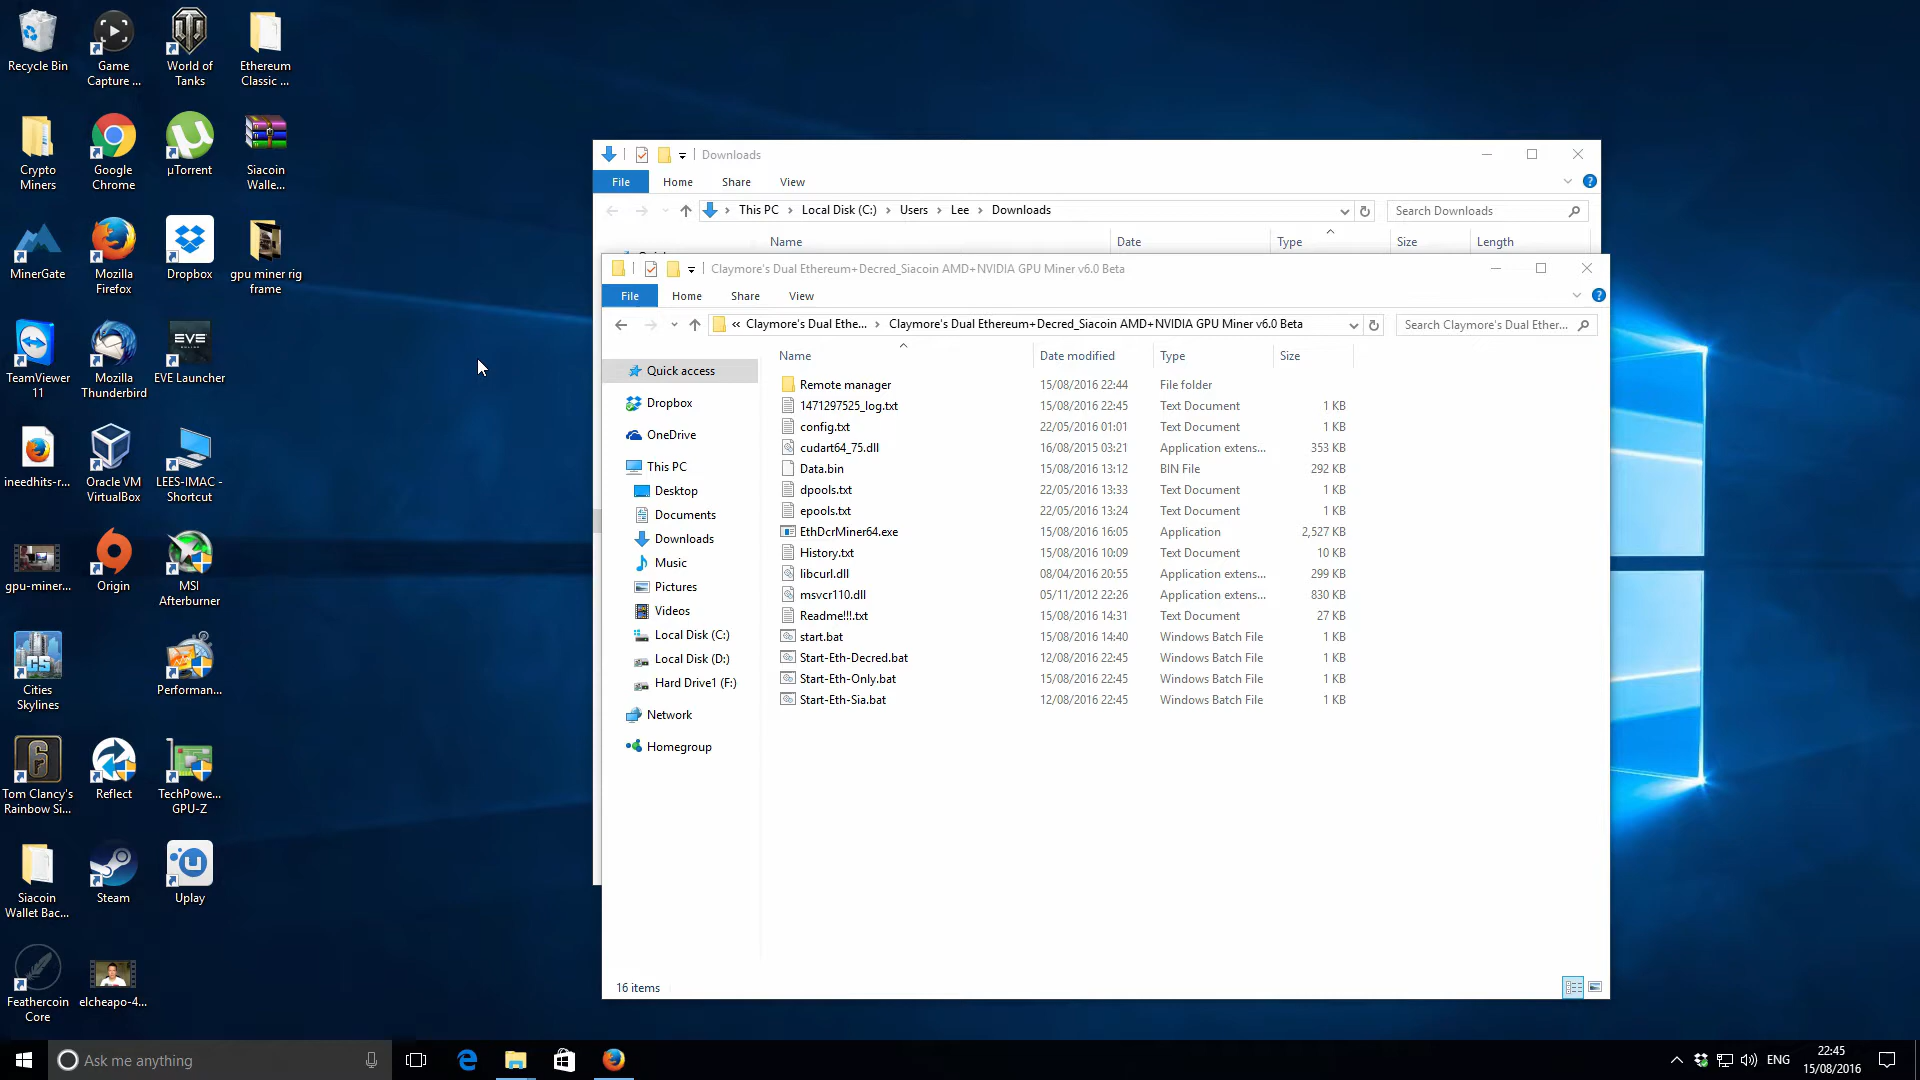 Recycle Bin
Game
Capture ...
World of
Tanks
Ethereum
Classic ...
Crypto
Miners
Google
Chrome
µTorrent
Siacoin
Walle...
MinerGate
Mozilla
Firefox
Dropbox
gpu miner rig
frame
TeamViewer
11
Mozilla
Thunderbird
EVE
EVE Launcher
ineedhits-r...
Oracle VM
VirtualBox
LEES-IMAC -
Shortcut
gpu-miner...
Origin
MSI
Afterburner
CS
Cities
Skylines
Performan...
6
Tom Clancy's
Rainbow Si...
Reflect
TechPowe...
GPU-Z
Siacoin
Wallet Bac...
Steam
Uplay
Feathercoin
Core
elcheapo-4...
Downloads
File
Home
Share
View
This PC
Local Disk (C:)
Users
Lee
Downloads
Search Downloads
Name
Date
Type
Size
Length
Claymore's Dual Ethereum+Decred_Siacoin AMD+NVIDIA GPU Miner v6.0 Beta
File
Home
Share
View
« Claymore's Dual Ethe...
Claymore's Dual Ethereum+Decred_Siacoin AMD+NVIDIA GPU Miner v6.0 Beta
Search Claymore's Dual Ether...
Quick access
Dropbox
OneDrive
This PC
Desktop
Documents
Downloads
Music
Pictures
Videos
Local Disk (C:)
Local Disk (D:)
Hard Drive1 (F:)
Network
Homegroup
Name Date modified Type Size
Remote manager 15/08/2016 22:44 File folder
1471297525_log.txt 15/08/2016 22:45 Text Document 1 KB
config.txt 22/05/2016 01:01 Text Document 1 KB
cudart64_75.dll 16/08/2015 03:21 Application extens... 353 KB
Data.bin 15/08/2016 13:12 BIN File 292 KB
dpools.txt 22/05/2016 13:33 Text Document 1 KB
epools.txt 22/05/2016 13:24 Text Document 1 KB
EthDcrMiner64.exe 15/08/2016 16:05 Application 2,527 KB
History.txt 15/08/2016 10:09 Text Document 10 KB
libcurl.dll 08/04/2016 20:55 Application extens... 299 KB
msvcr110.dll 05/11/2012 22:26 Application extens... 830 KB
Readme!!!.txt 15/08/2016 14:31 Text Document 27 KB
start.bat 15/08/2016 14:40 Windows Batch File 1 KB
Start-Eth-Decred.bat 12/08/2016 22:45 Windows Batch File 1 KB
Start-Eth-Only.bat 15/08/2016 22:45 Windows Batch File 1 KB
Start-Eth-Sia.bat 12/08/2016 22:45 Windows Batch File 1 KB
16 items
Ask me anything
ENG
22:45
15/08/2016